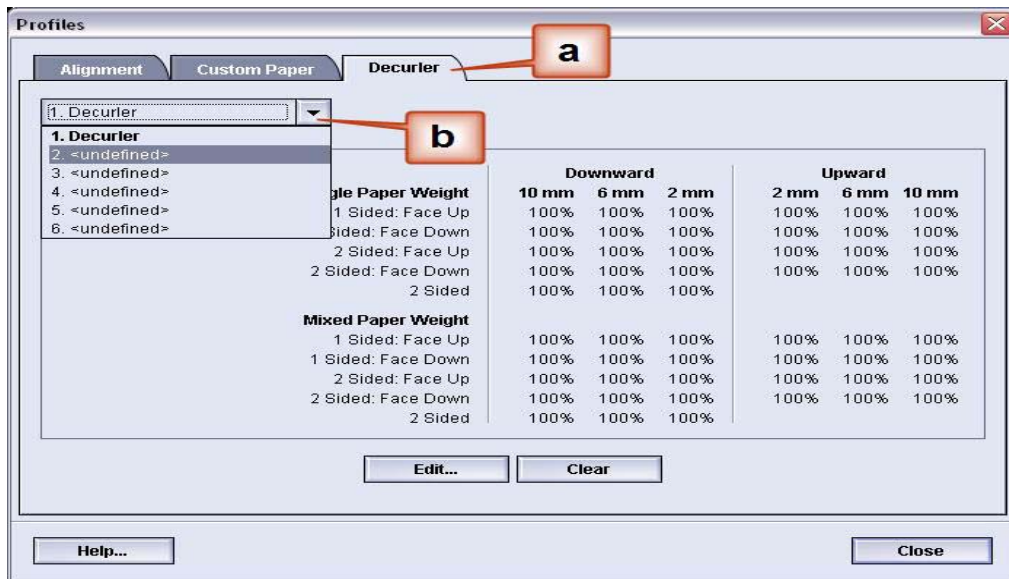 Profiles
Alignment Custom Paper Decurler a
1. Decurler
b
1. Decurler
2. <undefined>
3. <undefined>
4. <undefined>
5. <undefined>
6. <undefined>
Downward Upward
Paper Weight 10 mm 6 mm 2 mm 2 mm 6 mm 10 mm
1 Sided: Face Up 100% 100% 100% 100% 100% 100%
Sided: Face Down 100% 100% 100% 100% 100% 100%
2 Sided: Face Up 100% 100% 100% 100% 100% 100%
2 Sided: Face Down 100% 100% 100% 100% 100% 100%
2 Sided 100% 100% 100%
Mixed Paper Weight
1 Sided: Face Up 100% 100% 100% 100% 100% 100%
1 Sided: Face Down 100% 100% 100% 100% 100% 100%
2 Sided: Face Up 100% 100% 100% 100% 100% 100%
2 Sided: Face Down 100% 100% 100% 100% 100% 100%
2 Sided 100% 100% 100%
Edit... Clear
Help... Close